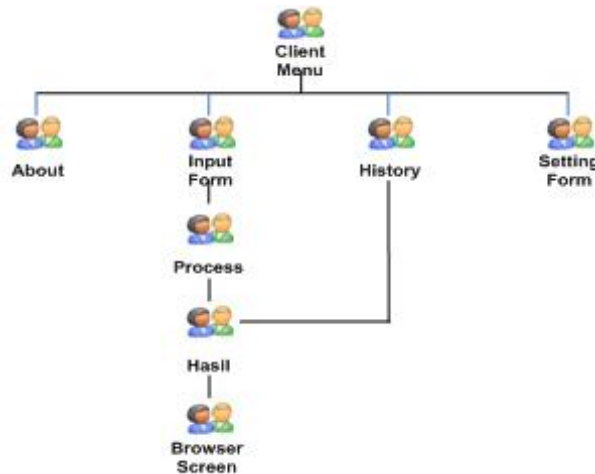 Client
Menu
About
Input
Form
History
Setting
Form
Process
Hasil
Browser
Screen